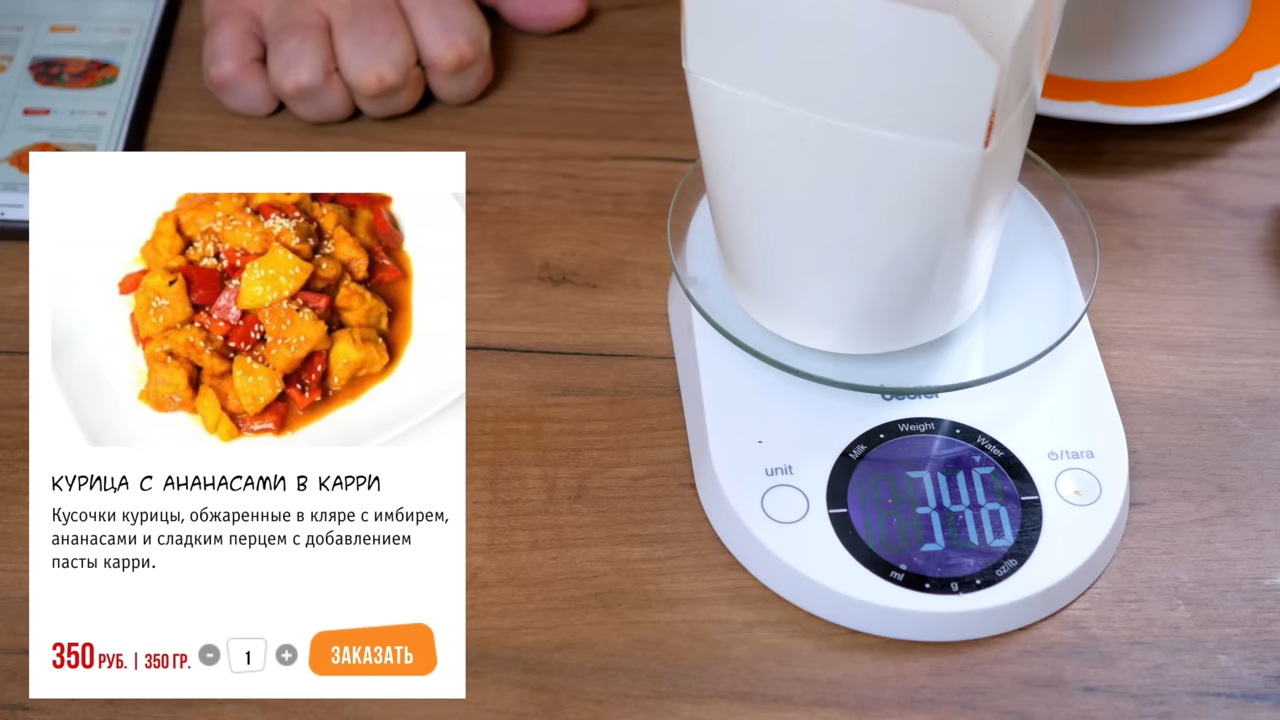 КУРИЦА С АНАНАСАМИ В КАРРИ
Кусочки курицы, обжаренные в кляре с имбирем,
ананасами и сладким перцем с добавлением
пасты карри.
350 РУБ. | 350 ГР.
- 1 +
ЗАКАЗАТЬ
beurer
Weight
Milk
Water
unit
/tara
346
ml
g
oz/lb